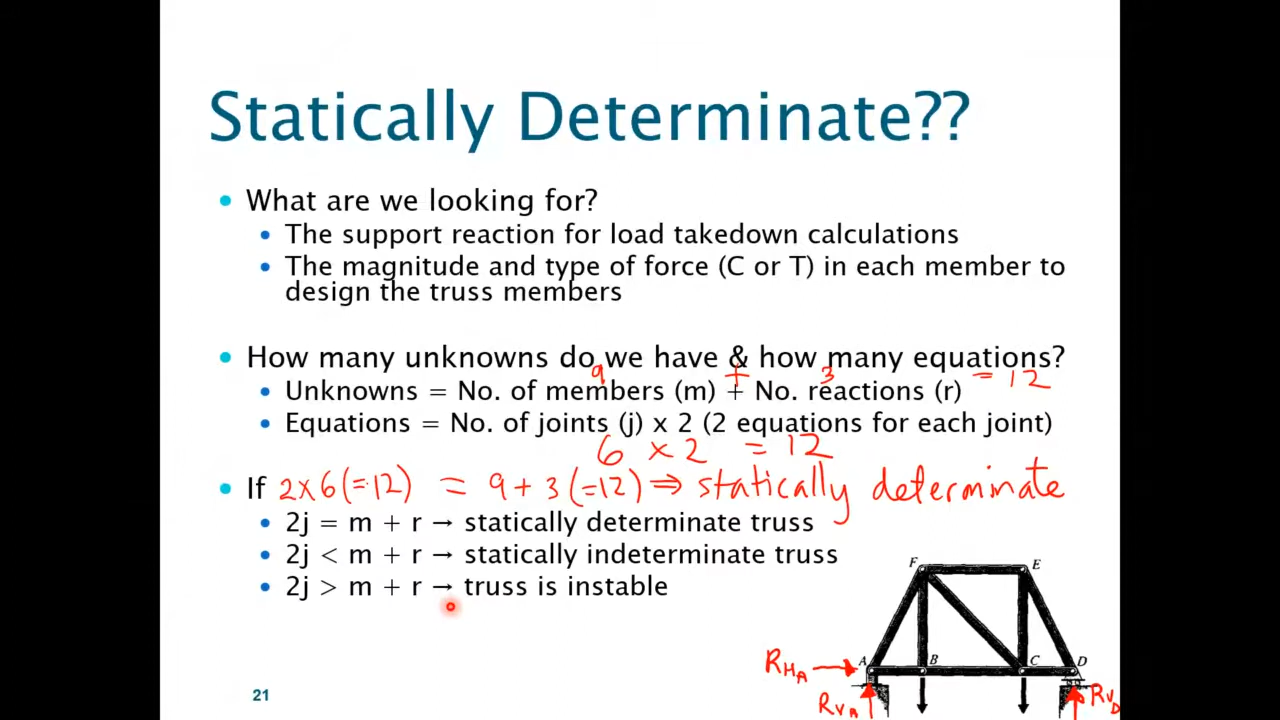 Statically Determinate??
• What are we looking for?
• The support reaction for load takedown calculations
• The magnitude and type of force (C or T) in each member to
design the truss members
• How many unknowns do we have & how many equations?
9 + 3 = 12
• Unknowns = No. of members (m) + No. reactions (r)
• Equations = No. of joints (j) x 2 (2 equations for each joint)
6 × 2 = 12
• If 2×6(=12) = 9+3(=12) ⇒ statically determinate
• 2j = m + r → statically determinate truss
• 2j < m + r → statically indeterminate truss
• 2j > m + r → truss is instable
F E
RHA A B C D
RVA RVD
21